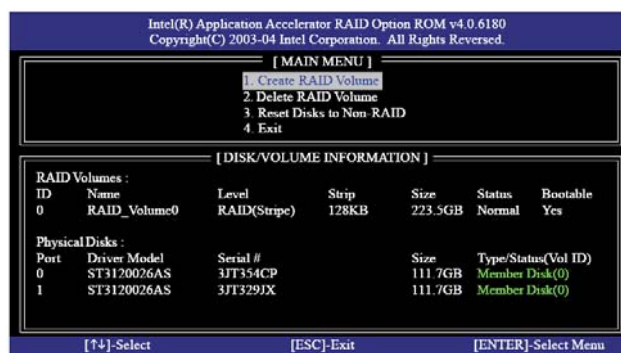 Intel(R) Application Accelerator RAID Option ROM v4.0.6180
Copyright(C) 2003-04 Intel Corporation. All Rights Reversed.
[ MAIN MENU ]
1. Create RAID Volume
2. Delete RAID Volume
3. Reset Disks to Non-RAID
4. Exit
[ DISK/VOLUME INFORMATION ]
RAID Volumes :
ID Name Level Strip Size Status Bootable
0 RAID_Volume0 RAID(Stripe) 128KB 223.5GB Normal Yes
Physical Disks :
Port Driver Model Serial # Size Type/Status(Vol ID)
0 ST3120026AS 3JT354CP 111.7GB Member Disk(0)
1 ST3120026AS 3JT329JX 111.7GB Member Disk(0)
[↑↓]-Select [ESC]-Exit [ENTER]-Select Menu